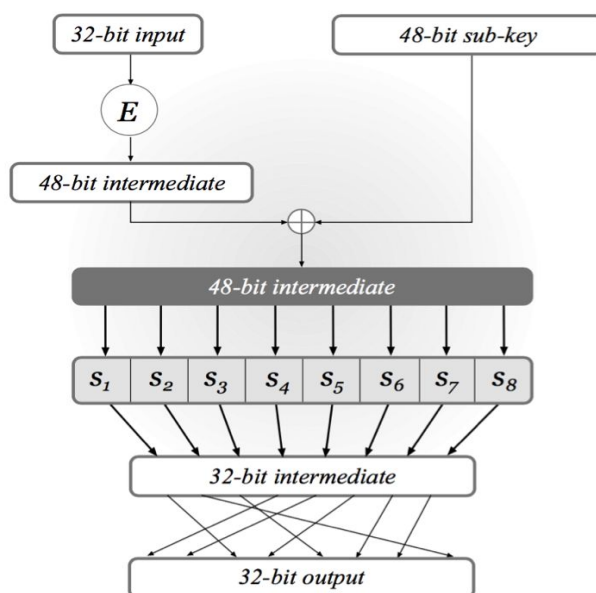 32-bit input
48-bit sub-key
E
48-bit intermediate
48-bit intermediate
S₁ S₂ S₃ S₄ S₅ S₆ S₇ S₈
32-bit intermediate
32-bit output